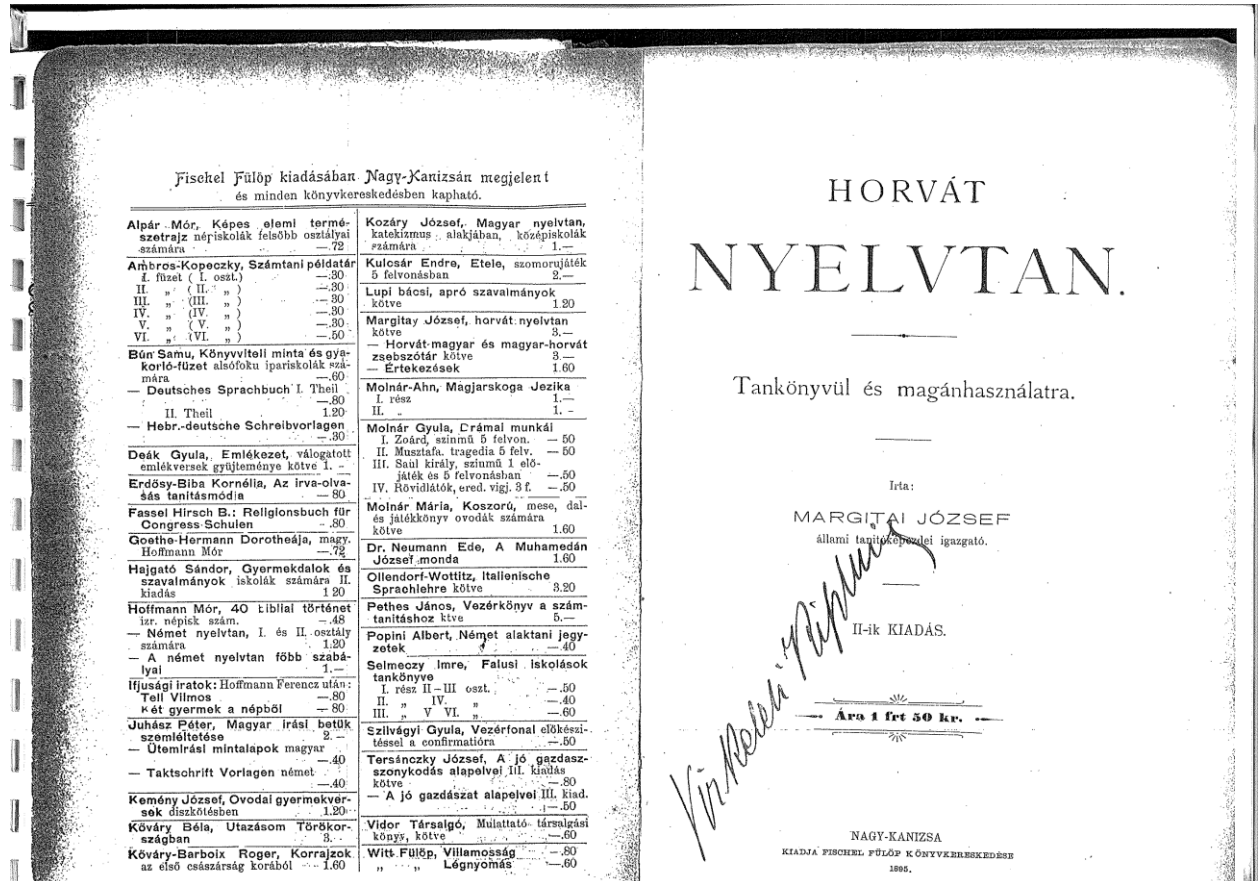 Fischel Fülöp kiadásában Nagy-Kanizsán megjelent
és minden könyvkereskedésben kapható.
Alpár Mór, Képes elemi termé-
szetrajz népiskolák felsőbb osztályai
számára —.72
Ambros-Kopeczky, Számtani példatár
I. füzet ( I. oszt.) —.30
II. „ ( II. „ ) —.30
III. „ (III. „ ) — 30
IV. „ (IV. „ ) —.30
V. „ ( V. „ ) —.30
VI. „ (VI. „ ) —.50
Bún Samu, Könyvviteli minta és gya-
korló-füzet alsófoku ipariskolák szá-
mára —.60
— Deutsches Sprachbuch I. Theil
—.80
II. Theil 1.20
— Hebr.-deutsche Schreibvorlagen
—.30
Deák Gyula, Emlékezet, válogatott
emlékversek gyüjteménye kötve 1. -
Erdősy-Biba Kornélia, Az irva-olva-
sás tanitásmódja — 80
Fassel Hirsch B.: Religionsbuch für
Congress-Schulen -.80
Goethe-Hermann Dorotheája, magy.
Hoffmann Mór —.72
Hajgató Sándor, Gyermekdalok és
szavalmányok iskolák számára II.
kiadás 1 20
Hoffmann Mór, 40 bibliai történet
izr. népisk szám. —.48
— Német nyelvtan, I. és II. osztály
számára 1.20
— A német nyelvtan főbb szabá-
lyai 1.—
Ifjusági iratok: Hoffmann Ferencz után:
Tell Vilmos —.80
Két gyermek a népből — 80
Juhász Péter, Magyar irási betük
szemléltetése 2. —
— Ütemirási mintalapok magyar
—.40
— Taktschrift Vorlagen német
—.40
Kemény József, Ovodai gyermekver-
sek diszkötésben 1.20
Kőváry Béla, Utazásom Törökor-
szágban 3.
Kőváry-Barboix Roger, Korrajzok
az első császárság korából 1.60
Kozáry József, Magyar nyelvtan,
katekizmus alakjában, középiskolák
számára 1.—
Kulcsár Endre, Etele, szomorujáték
5 felvonásban 2.—
Lupi bácsi, apró szavalmányok
kötve 1.20
Margitay József, horvát nyelvtan
kötve 3.—
— Horvát-magyar és magyar-horvát
zsebszótár kötve 3.—
— Értekezések 1.60
Molnár-Ahn, Magjarskoga Jezika
I. rész 1.—
II. „ 1. -
Molnár Gyula, Drámai munkái
I. Zoárd, szinmű 5 felvon. — 50
II. Musztafa. tragedia 5 felv. — 50
III. Saul király, szinmű 1 elő-
játék és 5 felvonásban —.50
IV. Rövidlátók, ered. vigj. 3 f. —.50
Molnár Mária, Koszorú, mese, dal-
és játékkönyv ovodák számára
kötve 1.60
Dr. Neumann Ede, A Muhamedán
József monda 1.60
Ollendorf-Wottitz, Italienische
Sprachlehre kötve 3.20
Pethes János, Vezérkönyv a szám-
tanitáshoz ktve 5.—
Popini Albert, Német alaktani jegy-
zetek —.40
Selmeczy Imre, Falusi iskolások
tankönyve
I. rész II–III oszt. —.50
II. „ IV. „ —.40
III. „ V VI. „ —.60
Szilvágyi Gyula, Vezérfonal előkészi-
téssel a confirmatióra —.50
Tersánczky József, A jó gazdasz-
szonykodás alapelvei III. kiadás
kötve —.80
— A jó gazdászat alapelvei III. kiad.
—.50
Vidor Társalgó, Mulattató társalgási
könyv, kötve —.60
Witt Fülöp, Villamosság —.80
„ „ Légnyomás —.60
HORVÁT
NYELVTAN.
Tankönyvül és magánhasználatra.
Irta:
MARGITAI JÓZSEF
állami tanitóképezdei igazgató.
II-ik KIADÁS.
Ára 1 frt 50 kr.
NAGY-KANIZSA
KIADJA FISCHEL FÜLÖP KÖNYVKERESKEDÉSE
1895.